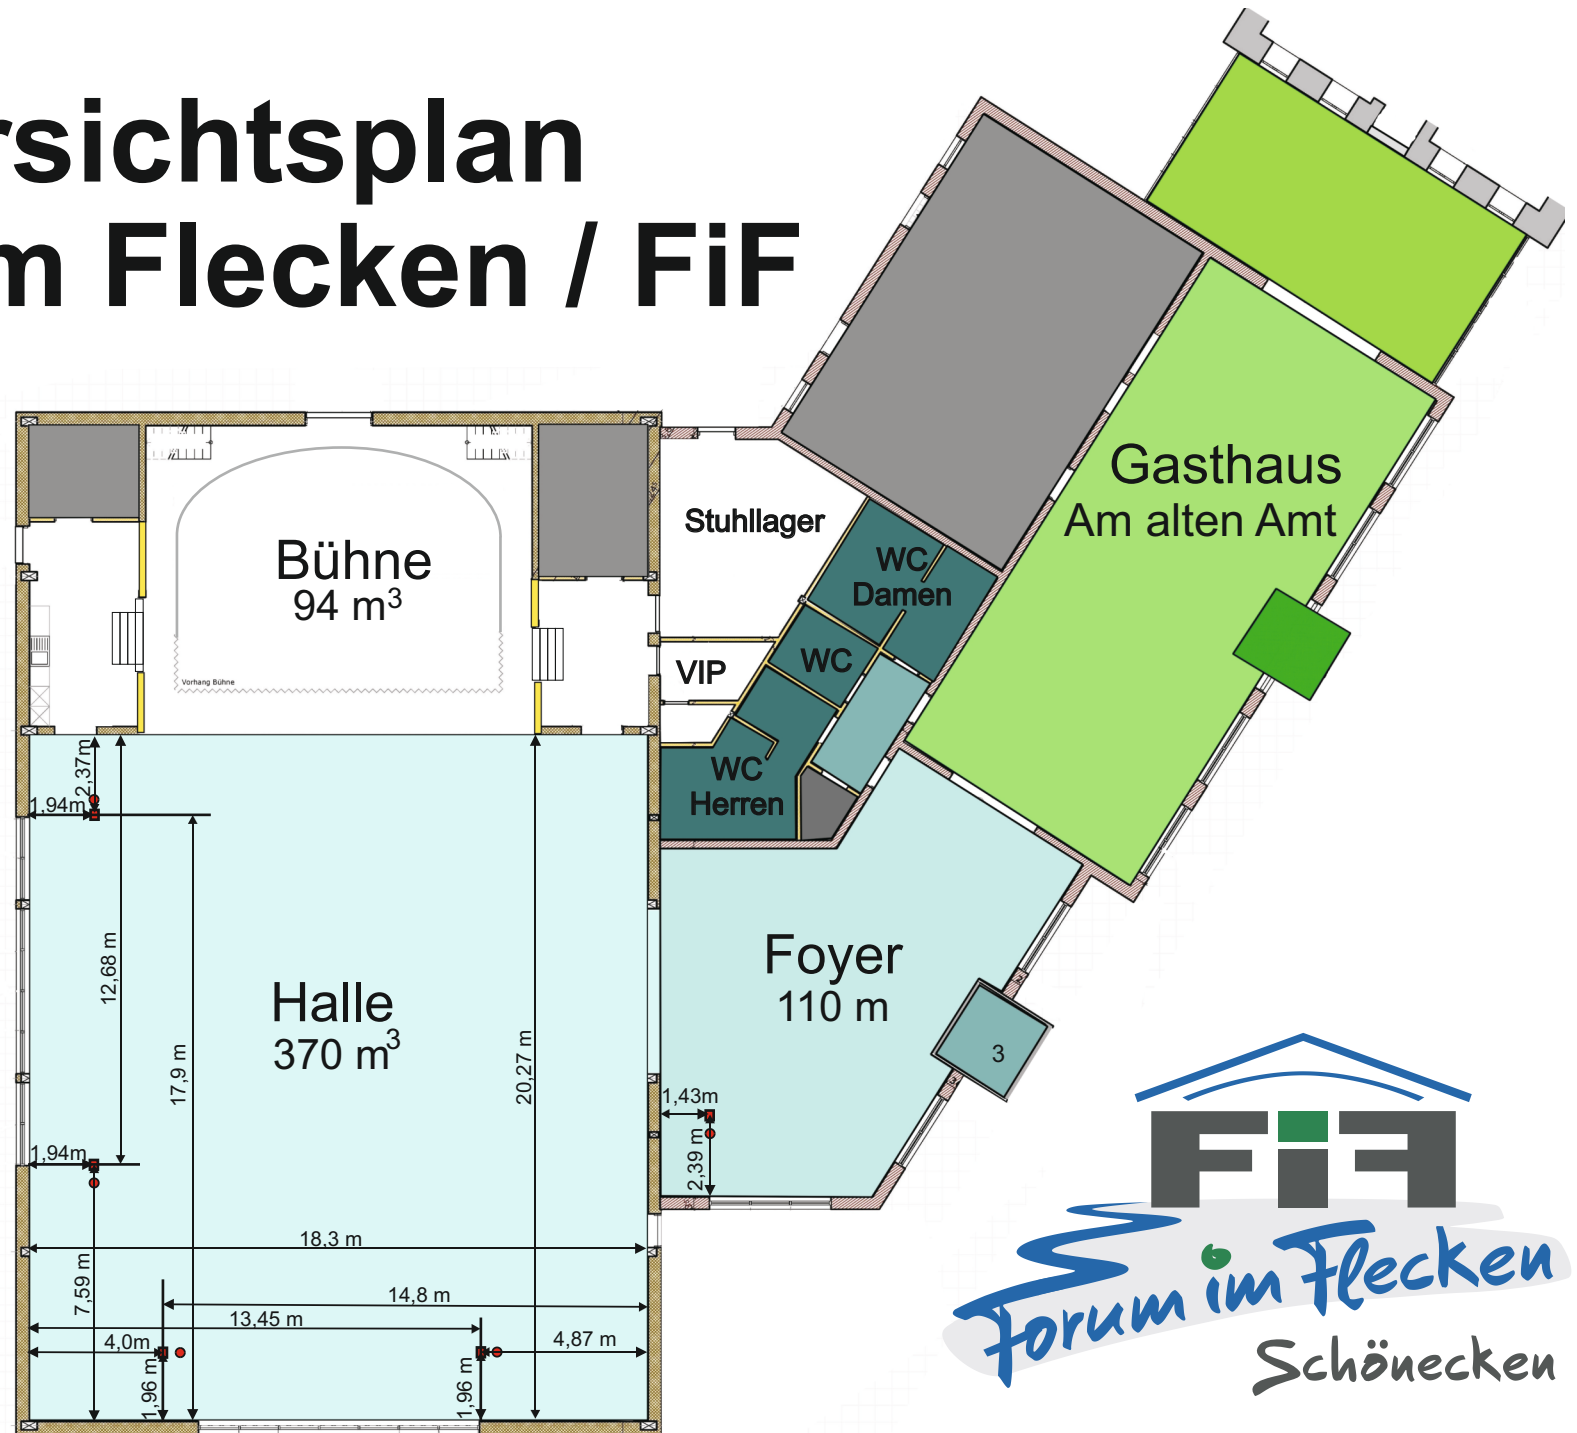 rsichtsplan
m Flecken / FiF
Gasthaus
Am alten Amt
Stuhllager
WC
Damen
Bühne
94 m³
WC
VIP
Vorhang Bühne
2,37m
WC
Herren
1,94m
12,68 m
Foyer
110 m
Halle
370 m³
17,9 m
20,27 m
3
1,43m
2,39 m
1,94m
18,3 m
7,59 m
14,8 m
13,45 m
4,0m
4,87 m
1,96 m
1,96 m
FiF
Forum im Flecken
Schönecken